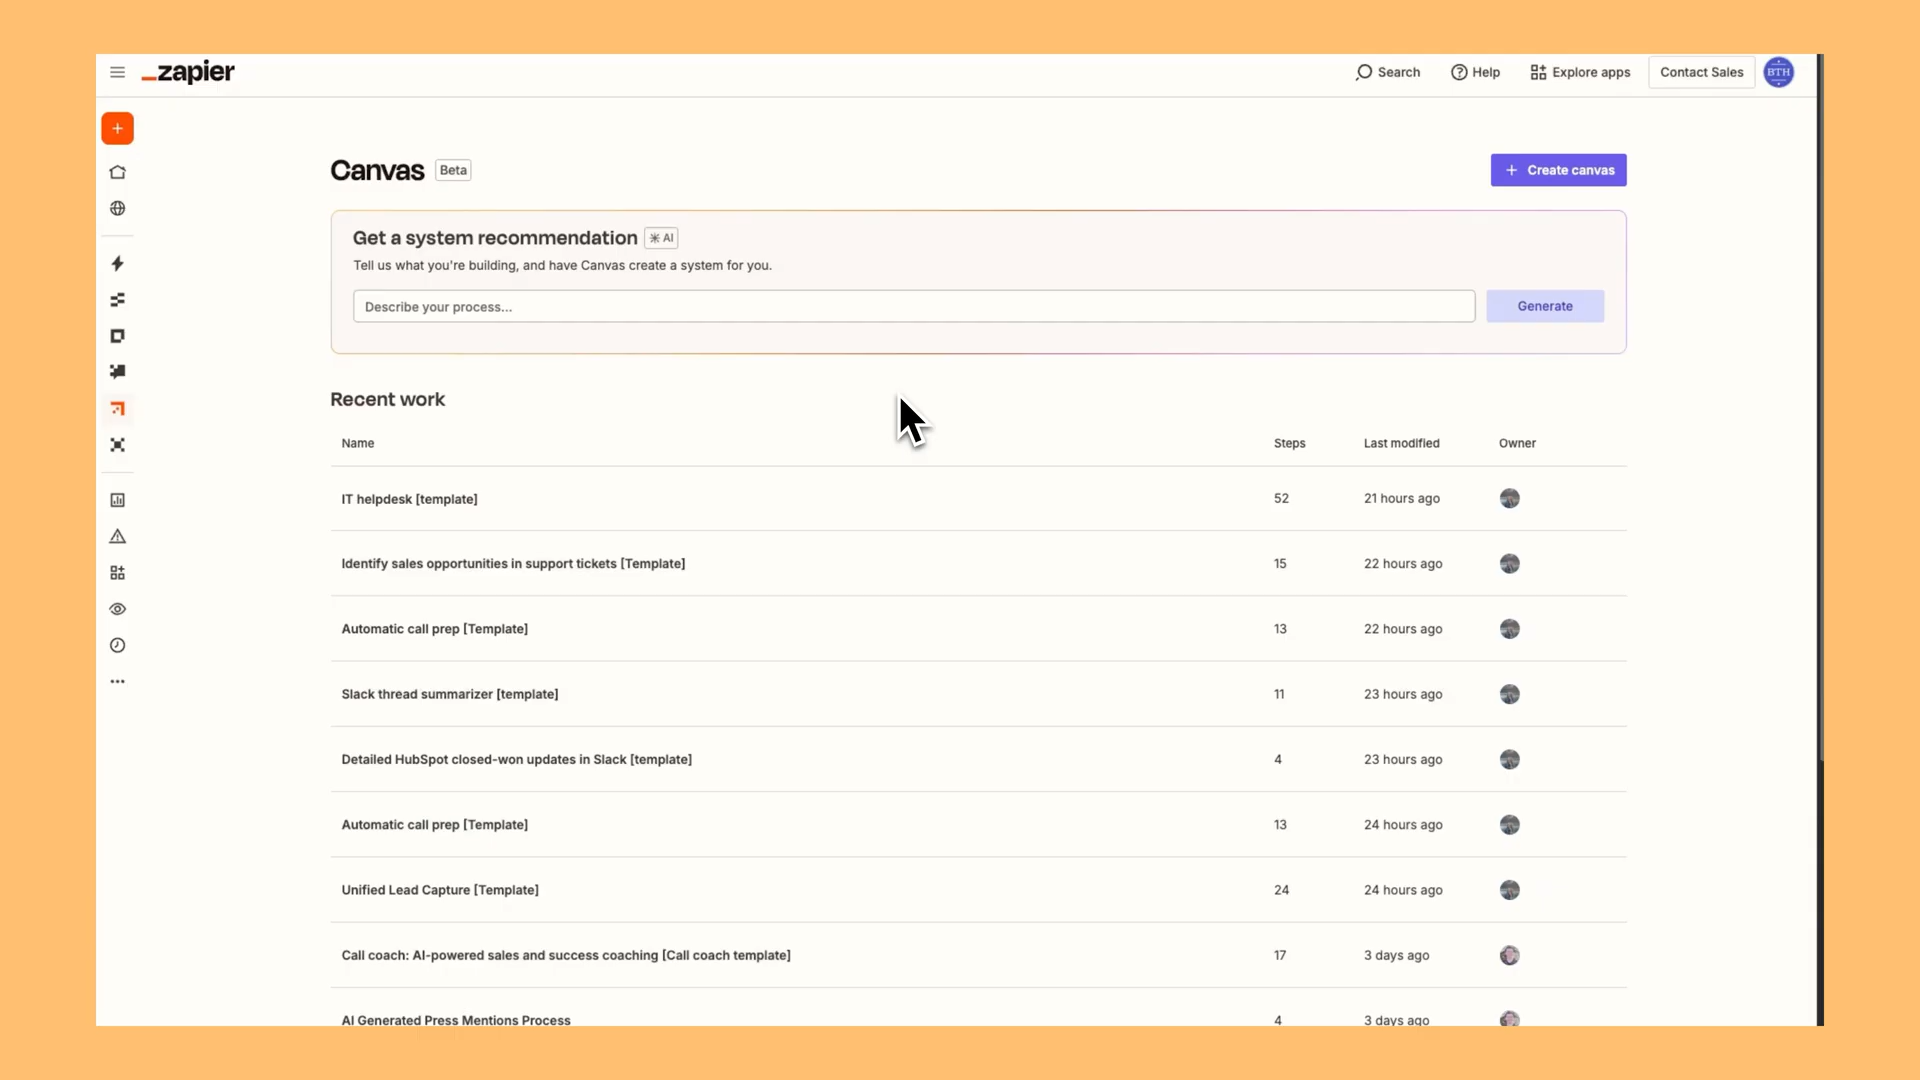 zapier
Search
Help
Explore apps
Contact Sales
BTH
Canvas
Beta
+ Create canvas
Get a system recommendation
AI
Tell us what you're building, and have Canvas create a system for you.
Describe your process...
Generate
Recent work
Name Steps Last modified Owner
IT helpdesk [template] 52 21 hours ago
Identify sales opportunities in support tickets [Template] 15 22 hours ago
Automatic call prep [Template] 13 22 hours ago
Slack thread summarizer [template] 11 23 hours ago
Detailed HubSpot closed-won updates in Slack [template] 4 23 hours ago
Automatic call prep [Template] 13 24 hours ago
Unified Lead Capture [Template] 24 24 hours ago
Call coach: AI-powered sales and success coaching [Call coach template] 17 3 days ago
AI Generated Press Mentions Process 4 3 days ago